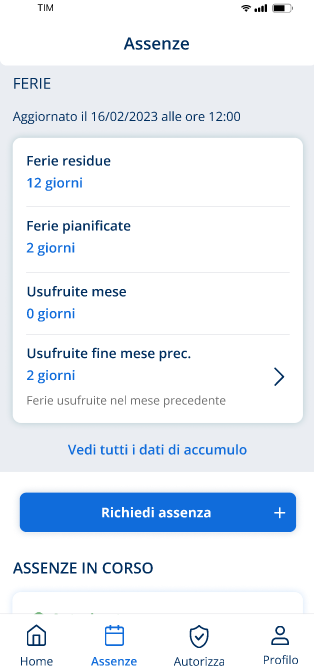 TIM
Assenze
FERIE
Aggiornato il 16/02/2023 alle ore 12:00
Ferie residue
12 giorni
Ferie pianificate
2 giorni
Usufruite mese
0 giorni
Usufruite fine mese prec.
2 giorni
Ferie usufruite nel mese precedente
Vedi tutti i dati di accumulo
Richiedi assenza +
ASSENZE IN CORSO
Home Assenze Autorizza Profilo